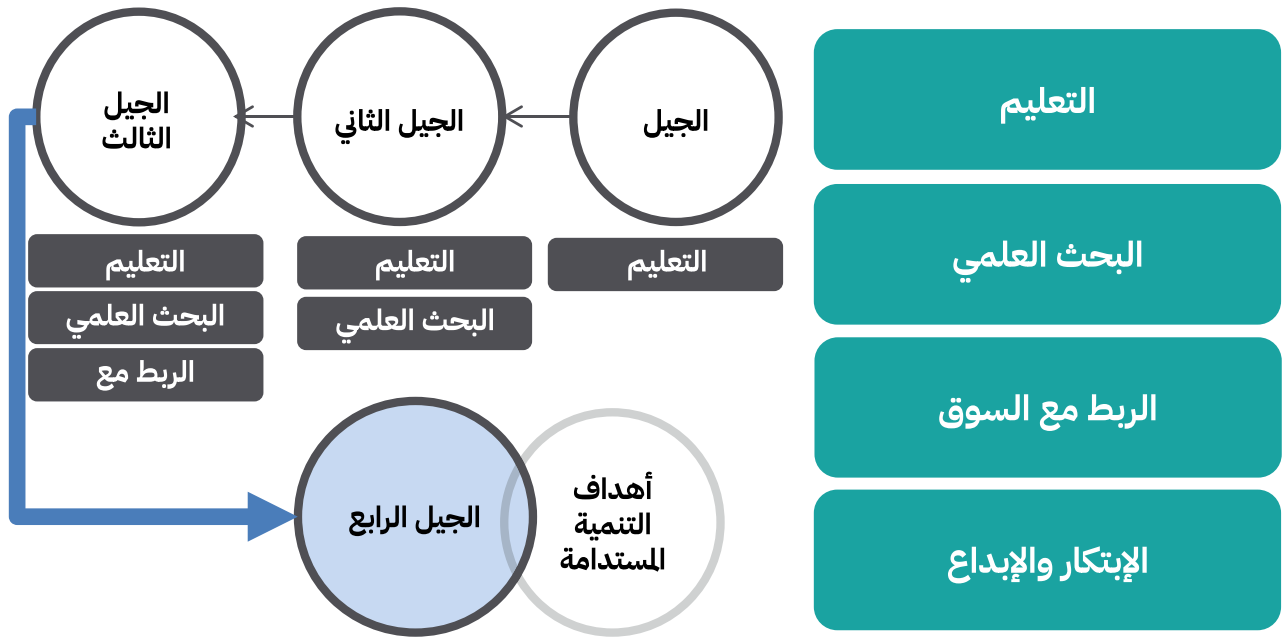 التعليم
البحث العلمي
الربط مع السوق
الإبتكار والإبداع
الجيل
التعليم
الجيل الثاني
التعليم
البحث العلمي
الجيل
الثالث
التعليم
البحث العلمي
الربط مع
أهداف
التنمية
المستدامة
الجيل الرابع